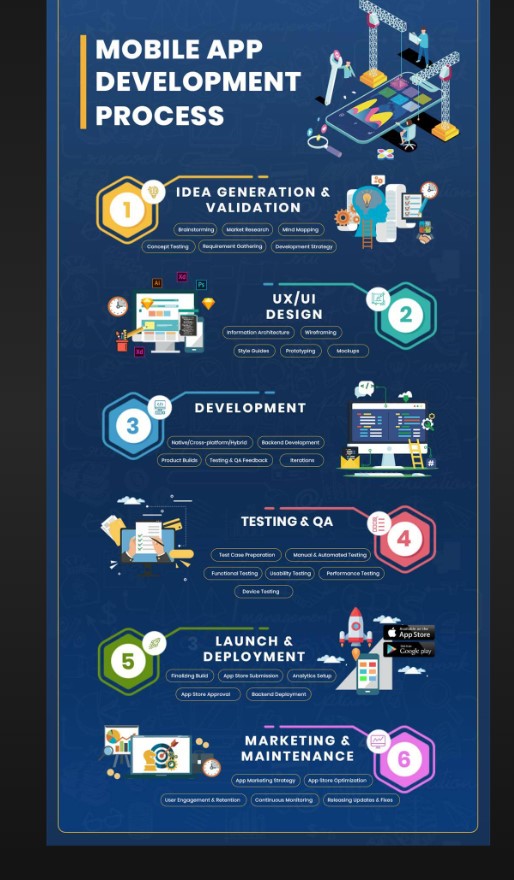 MOBILE APP
DEVELOPMENT
PROCESS
1
IDEA GENERATION &
VALIDATION
Brainstorming Market Research Mind Mapping
Concept Testing Requirement Gathering Development Strategy
Ai Xd Ps
UX/UI
DESIGN
2
Information Architecture Wireframing
Style Guides Prototyping Mockups
3
DEVELOPMENT
Native/Cross-platform/Hybrid Backend Development
Product Builds Testing & QA Feedback Iterations
TESTING & QA
4
Test Case Preparation Manual & Automated Testing
Functional Testing Usability Testing Performance Testing
Device Testing
5
LAUNCH &
DEPLOYMENT
App Store
Google play
Finalizing Build App Store Submission Analytics Setup
App Store Approval Backend Deployment
MARKETING &
MAINTENANCE
6
App Marketing Strategy App Store Optimization
User Engagement & Retention Continuous Monitoring Releasing Updates & Fixes